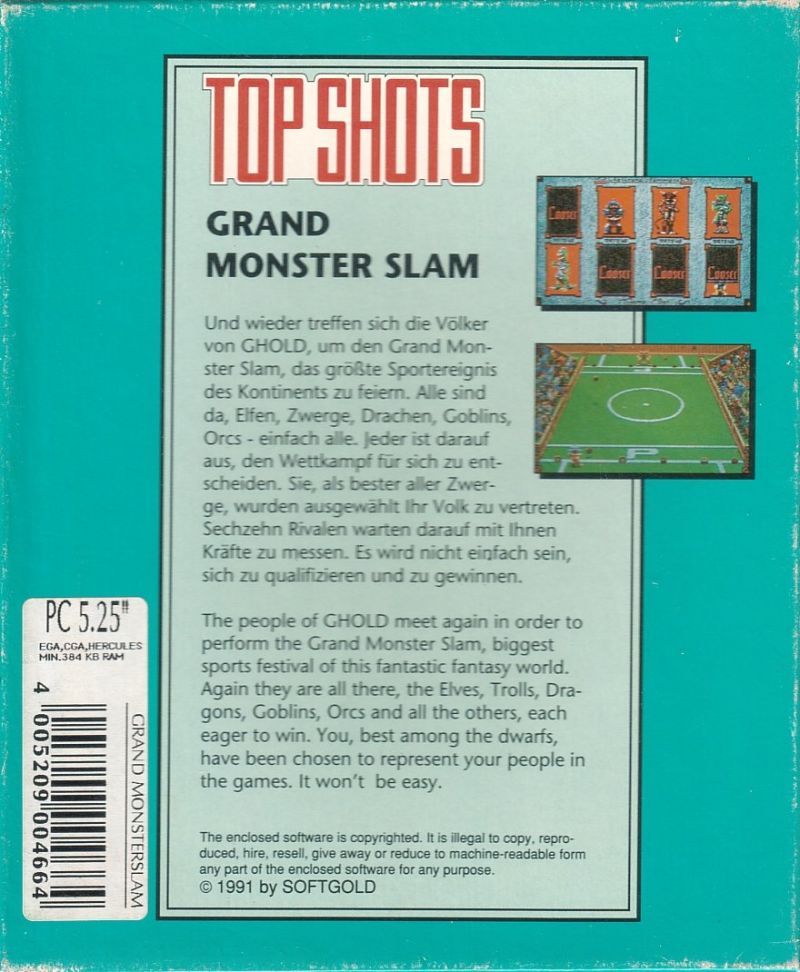 TOP SHOTS
GRAND
MONSTER SLAM
Und wieder treffen sich die Völker
von GHOLD, um den Grand Mon-
ster Slam, das größte Sportereignis
des Kontinents zu feiern. Alle sind
da, Elfen, Zwerge, Drachen, Goblins,
Orcs - einfach alle. Jeder ist darauf
aus, den Wettkampf für sich zu ent-
scheiden. Sie, als bester aller Zwer-
ge, wurden ausgewählt Ihr Volk zu vertreten.
Sechzehn Rivalen warten darauf mit Ihnen
Kräfte zu messen. Es wird nicht einfach sein,
sich zu qualifizieren und zu gewinnen.
The people of GHOLD meet again in order to
perform the Grand Monster Slam, biggest
sports festival of this fantastic fantasy world.
Again they are all there, the Elves, Trolls, Dra-
gons, Goblins, Orcs and all the others, each
eager to win. You, best among the dwarfs,
have been chosen to represent your people in
the games. It won't be easy.
The enclosed software is copyrighted. It is illegal to copy, repro-
duced, hire, resell, give away or reduce to machine-readable form
any part of the enclosed software for any purpose.
© 1991 by SOFTGOLD
PC 5.25"
EGA,CGA,HERCULES
MIN.384 KB RAM
4 005209 004664
GRAND MONSTERSLAM
Looser
Looser
Looser
Looser
P